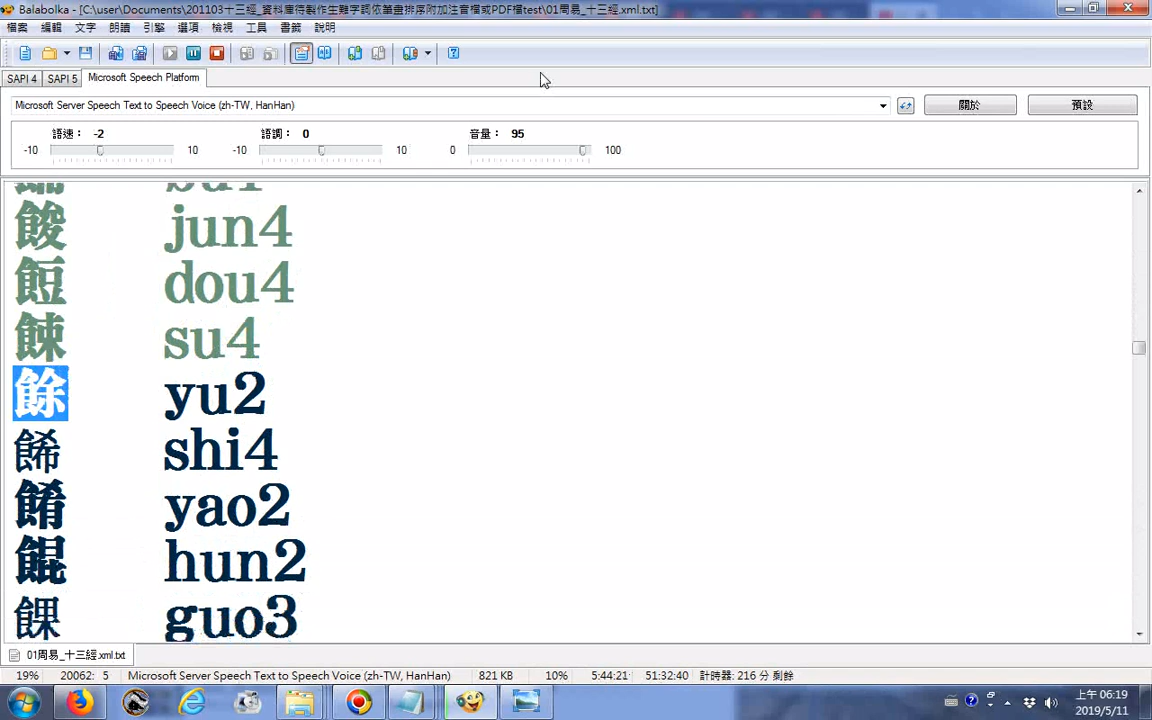 Balabolka - [C:\user\Documents\201103十三經_資料庫待製作生難字詞依筆畫排序附加注音檔或PDF檔test\01周易_十三經.xml.txt]
檔案 編輯 文字 朗讀 引擎 選項 檢視 工具 書籤 說明
SAPI 4 SAPI 5 Microsoft Speech Platform
Microsoft Server Speech Text to Speech Voice (zh-TW, HanHan) 關於 預設
語速： -2 語調： 0 音量： 95
-10 10 -10 10 0 100
餕 jun4
餖 dou4
餗 su4
餘 yu2
餙 shi4
餚 yao2
餛 hun2
餜 guo3
01周易_十三經.xml.txt
19% 20062: 5 Microsoft Server Speech Text to Speech Voice (zh-TW, HanHan) 821 KB 10% 5:44:21 51:32:40 計時器: 216 分 剩餘
上午 06:19
2019/5/11